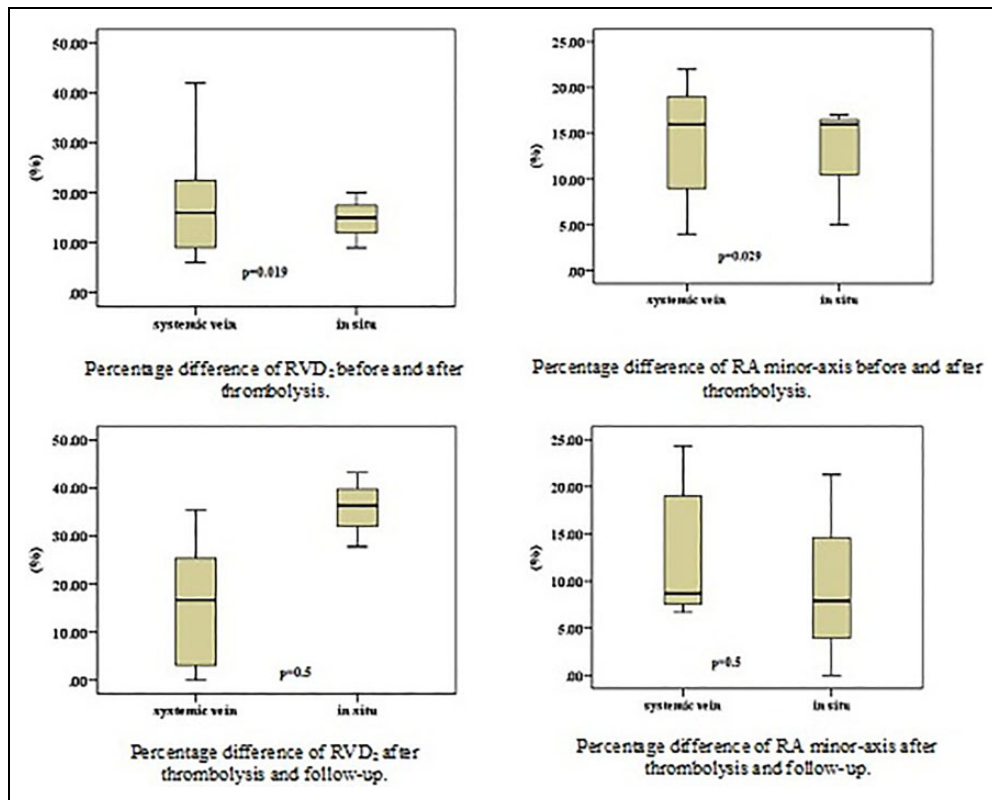 50.00
40.00
30.00
20.00
10.00
.00
(%)
p=0.019
systemic vein in situ
Percentage difference of RVD₂ before and after
thrombolysis.
25.00
20.00
15.00
10.00
5.00
.00
(%)
p=0.029
systemic vein in situ
Percentage difference of RA minor-axis before and after
thrombolysis.
50.00
40.00
30.00
20.00
10.00
.00
(%)
p=0.5
systemic vein in situ
Percentage difference of RVD₂ after
thrombolysis and follow-up.
25.00
20.00
15.00
10.00
5.00
.00
(%)
p=0.5
systemic vein in situ
Percentage difference of RA minor-axis after
thrombolysis and follow-up.